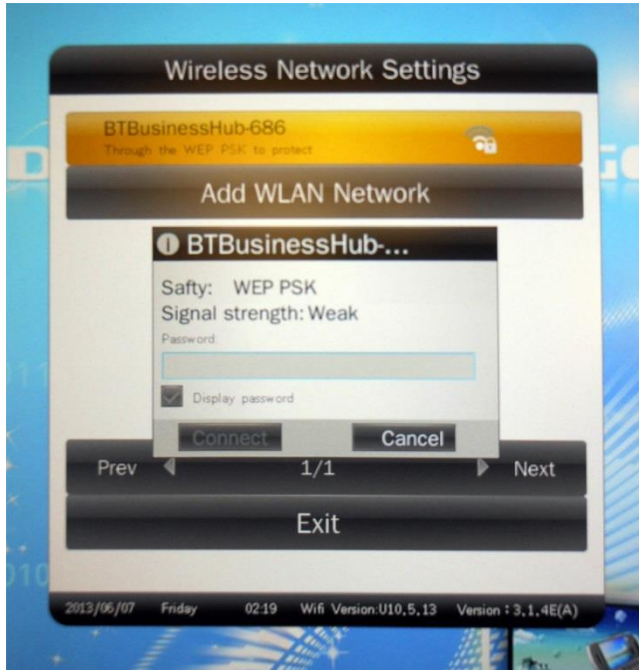 Wireless Network Settings
BTBusinessHub-686
Through the WEP PSK to protect
Add WLAN Network
BTBusinessHub-...
Safty: WEP PSK
Signal strength: Weak
Password:
Display password
Connect Cancel
Prev 1/1 Next
Exit
2013/06/07 Friday 02:19 Wifi Version:U10,5,13 Version : 3,1,4E(A)